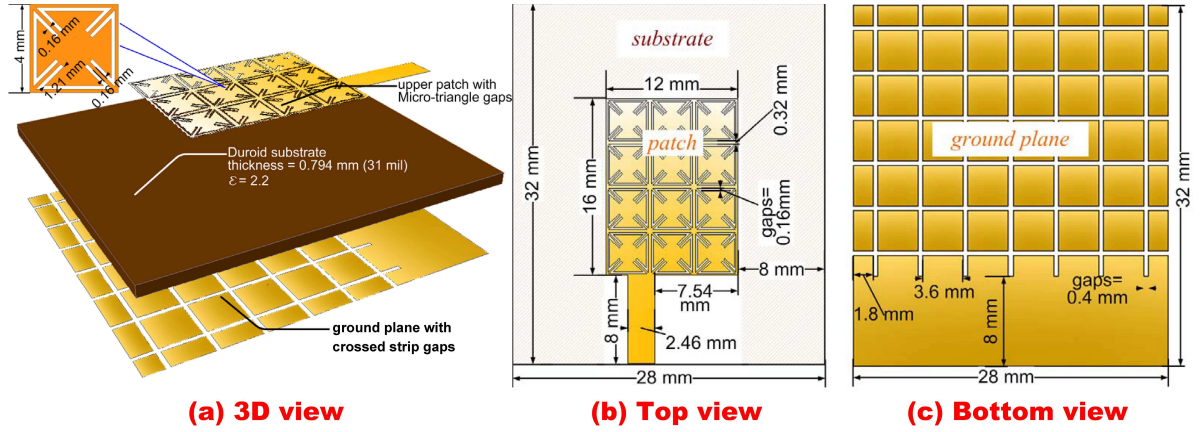 4 mm
0.16 mm
1.21 mm
0.16 mm
upper patch with
Micro-triangle gaps
Duroid substrate
thickness = 0.794 mm (31 mil)
ℰ = 2.2
ground plane with
crossed strip gaps
(a) 3D view
substrate
12 mm
0.32 mm
patch
32 mm
16 mm
gaps=
0.16mm
8 mm
7.54
mm
8 mm
2.46 mm
28 mm
(b) Top view
ground plane
32 mm
3.6 mm
gaps=
0.4 mm
1.8 mm
8 mm
28 mm
(c) Bottom view